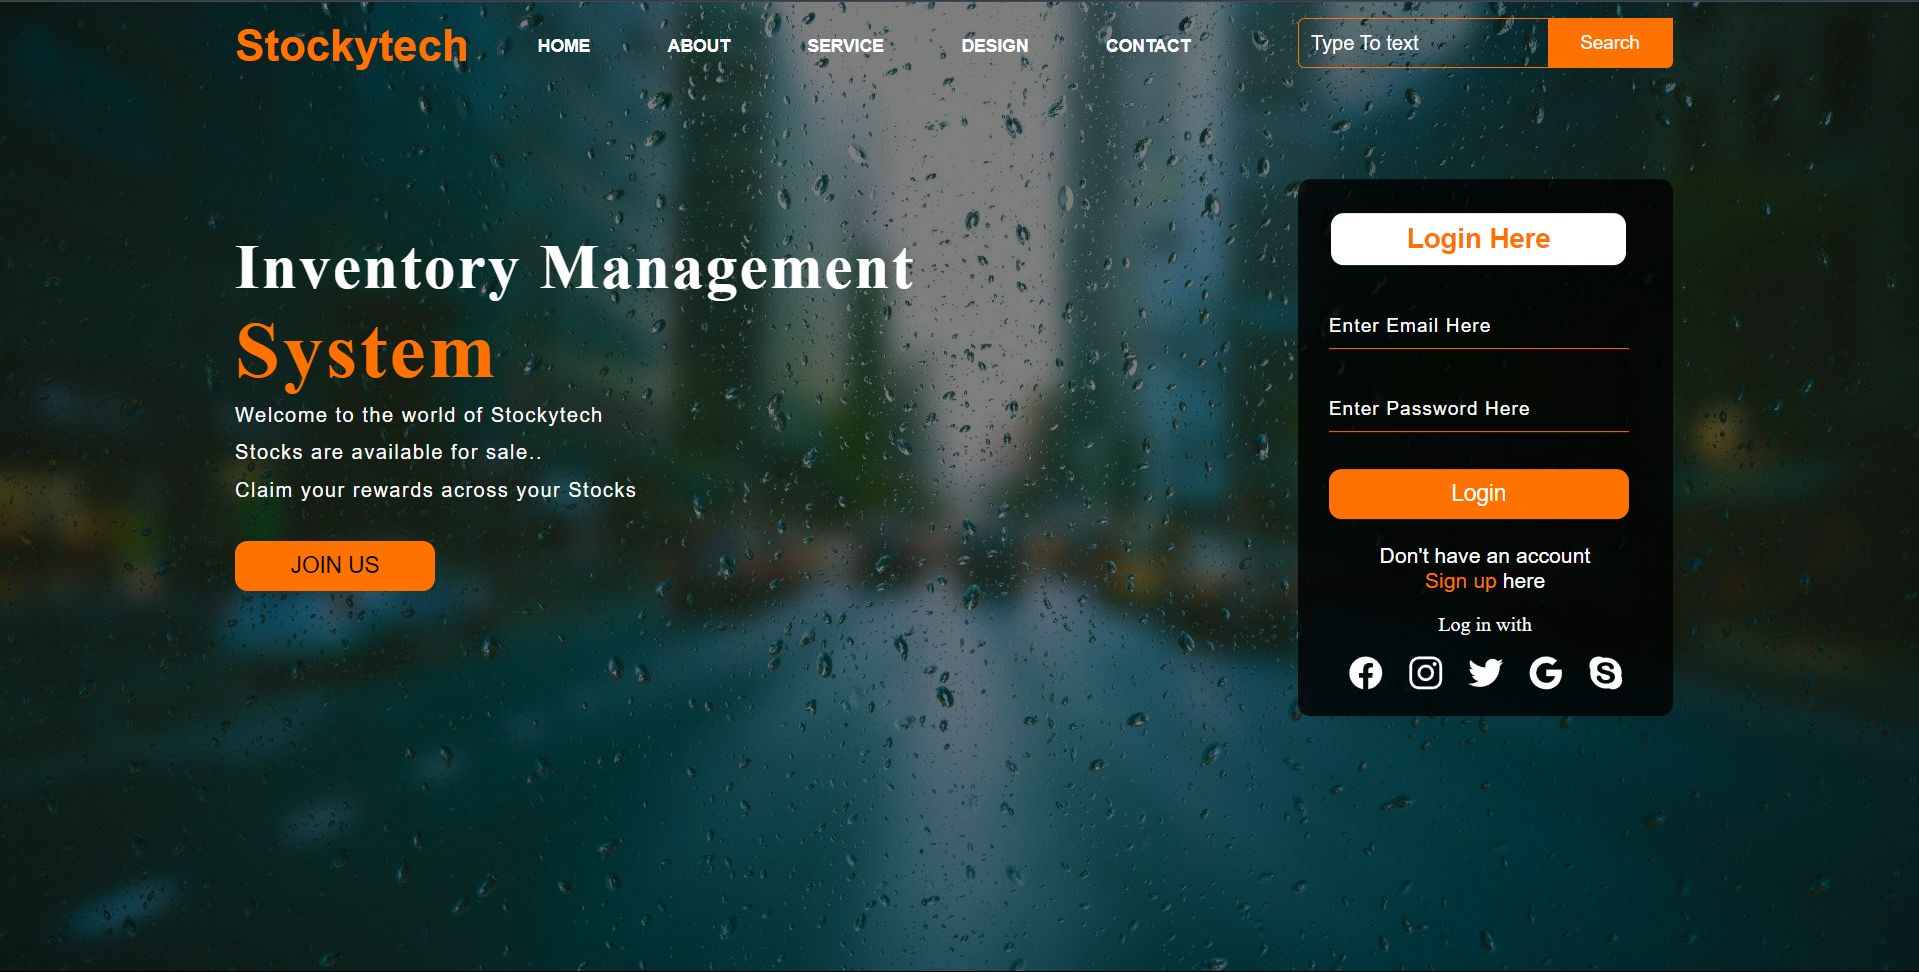 Stockytech
HOME
ABOUT
SERVICE
DESIGN
CONTACT
Type To text
Search
Inventory Management
System
Welcome to the world of Stockytech
Stocks are available for sale..
Claim your rewards across your Stocks
JOIN US
Login Here
Enter Email Here
Enter Password Here
Login
Don't have an account
Sign up here
Log in with